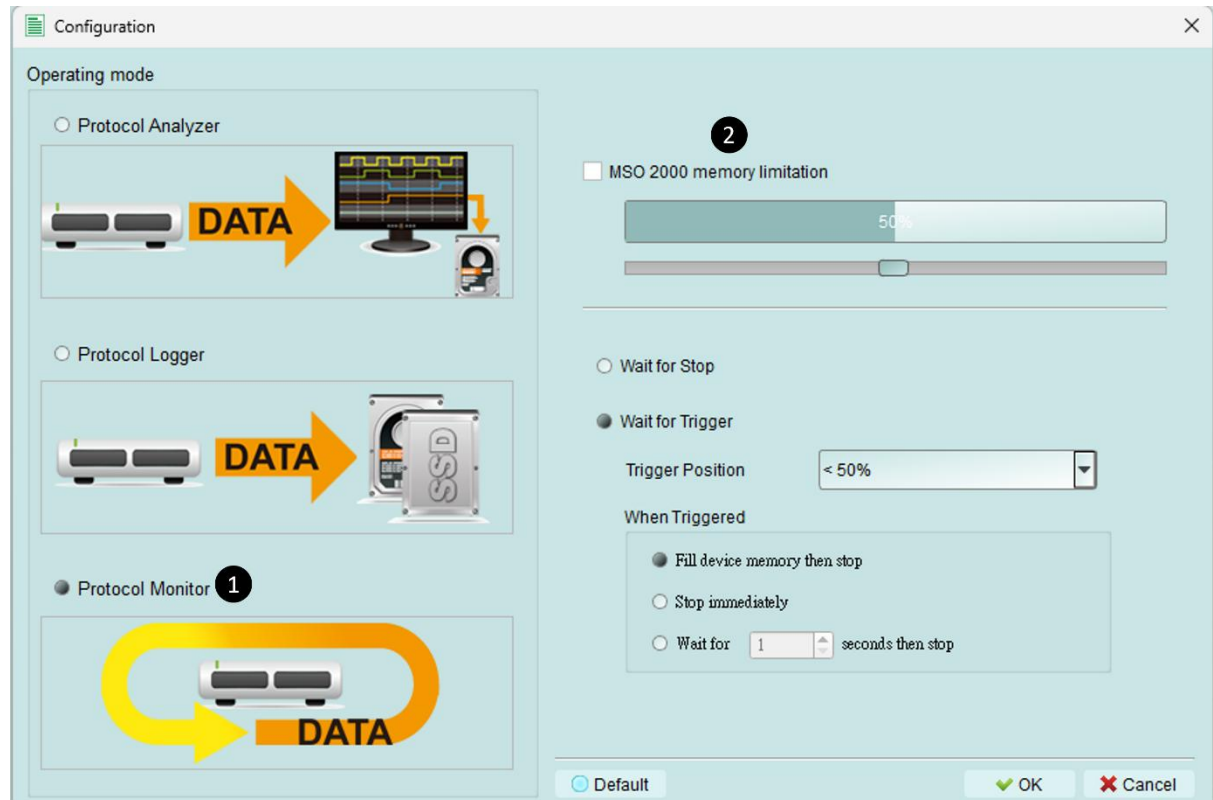 Configuration
Operating mode
Protocol Analyzer
DATA
Protocol Logger
DATA
SSD
Protocol Monitor 1
DATA
2
MSO 2000 memory limitation
50%
Wait for Stop
Wait for Trigger
Trigger Position < 50%
When Triggered
Fill device memory then stop
Stop immediately
Wait for 1 seconds then stop
Default OK Cancel